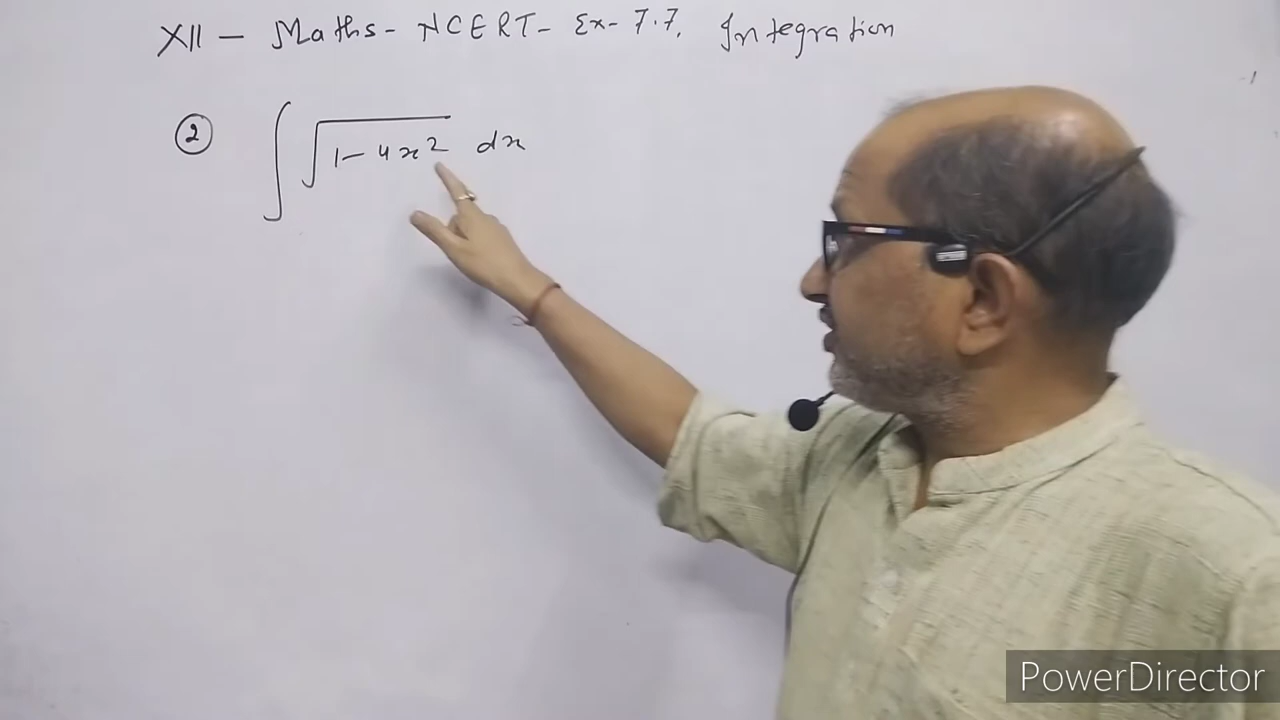 XII - Maths - NCERT - Ex - 7.7. Integration
② ∫ √1 - 4x² dx
PowerDirector